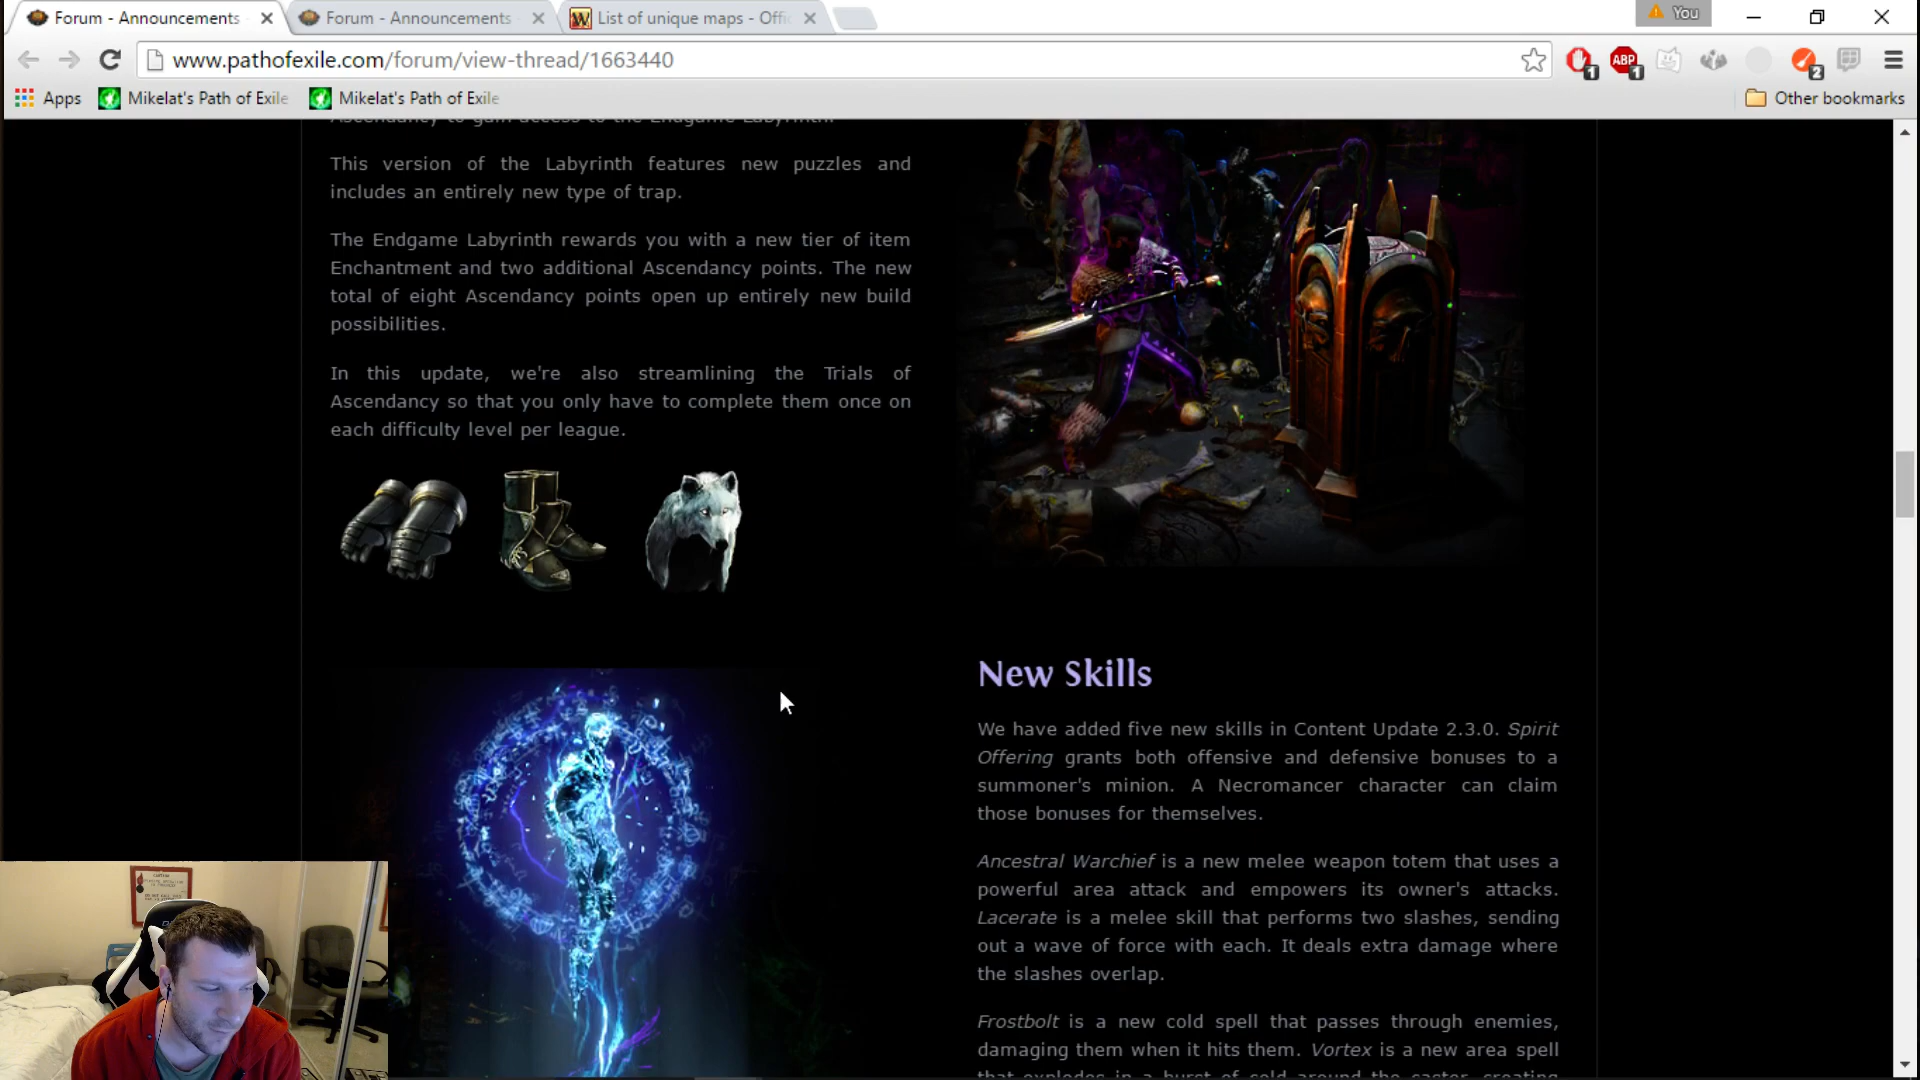 Forum - Announcements
Forum - Announcements
List of unique maps - Offi
You
www.pathofexile.com/forum/view-thread/1663440
1
ABP
1
2
Apps
Mikelat's Path of Exile
Mikelat's Path of Exile
Other bookmarks
Ascendancy to gain access to the Endgame Labyrinth.
This version of the Labyrinth features new puzzles and
includes an entirely new type of trap.
The Endgame Labyrinth rewards you with a new tier of item
Enchantment and two additional Ascendancy points. The new
total of eight Ascendancy points open up entirely new build
possibilities.
In this update, we're also streamlining the Trials of
Ascendancy so that you only have to complete them once on
each difficulty level per league.
New Skills
We have added five new skills in Content Update 2.3.0. Spirit
Offering grants both offensive and defensive bonuses to a
summoner's minion. A Necromancer character can claim
those bonuses for themselves.
Ancestral Warchief is a new melee weapon totem that uses a
powerful area attack and empowers its owner's attacks.
Lacerate is a melee skill that performs two slashes, sending
out a wave of force with each. It deals extra damage where
the slashes overlap.
Frostbolt is a new cold spell that passes through enemies,
damaging them when it hits them. Vortex is a new area spell
that explodes in a burst of cold around the caster, creating